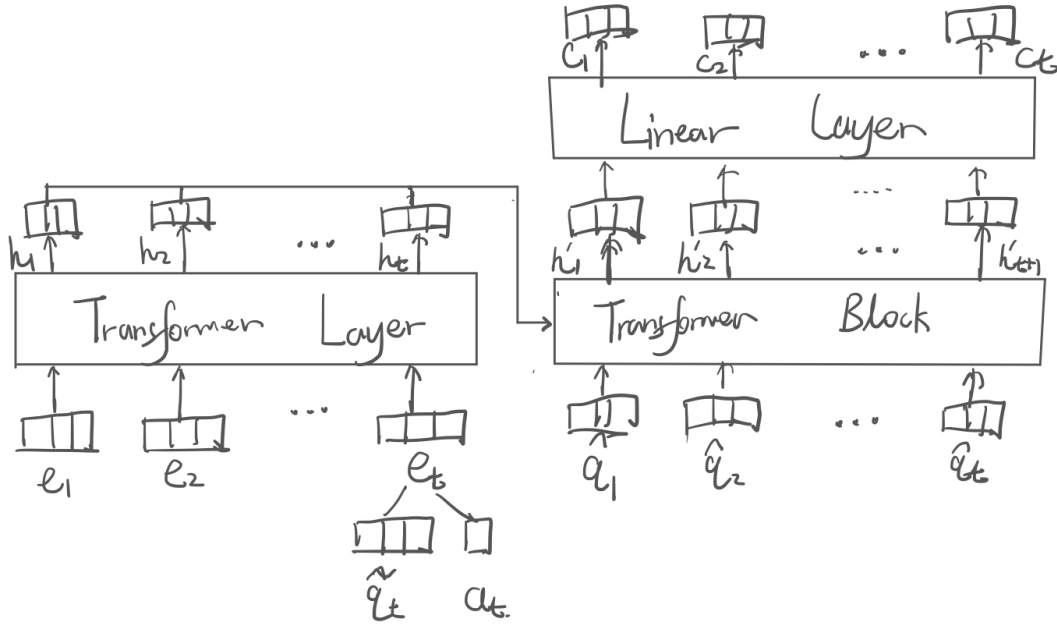 C₁ C₂ ... Cₜ
Linear Layer
h₁ h₂ ... hₜ
h'₁ h'₂ ... h'ₜ₊₁
Transformer Layer
Transformer Block
e₁ e₂ ... eₜ
q̂₁ q̂₂ ... q̂ₜ
q̃ₜ aₜ